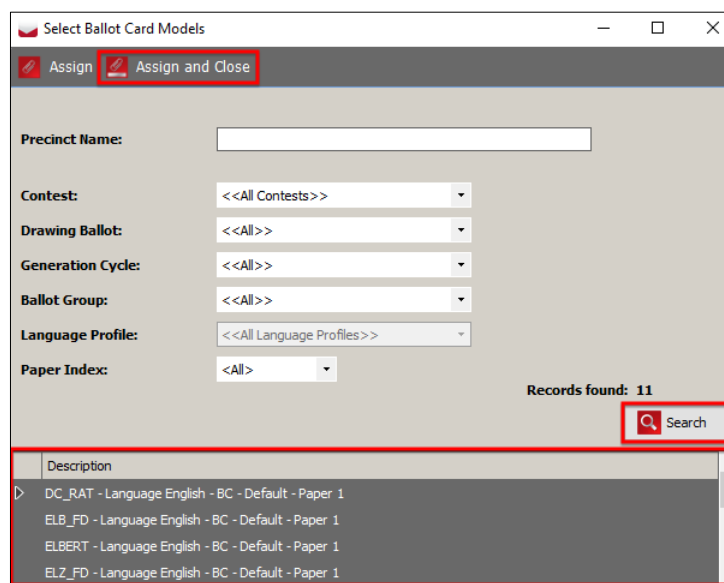 Select Ballot Card Models
Assign Assign and Close
Precinct Name:
Contest: <<All Contests>>
Drawing Ballot: <<All>>
Generation Cycle: <<All>>
Ballot Group: <<All>>
Language Profile: <<All Language Profiles>>
Paper Index: <All>
Records found: 11
Search
Description
DC_RAT - Language English - BC - Default - Paper 1
ELB_FD - Language English - BC - Default - Paper 1
ELBERT - Language English - BC - Default - Paper 1
ELZ_FD - Language English - BC - Default - Paper 1